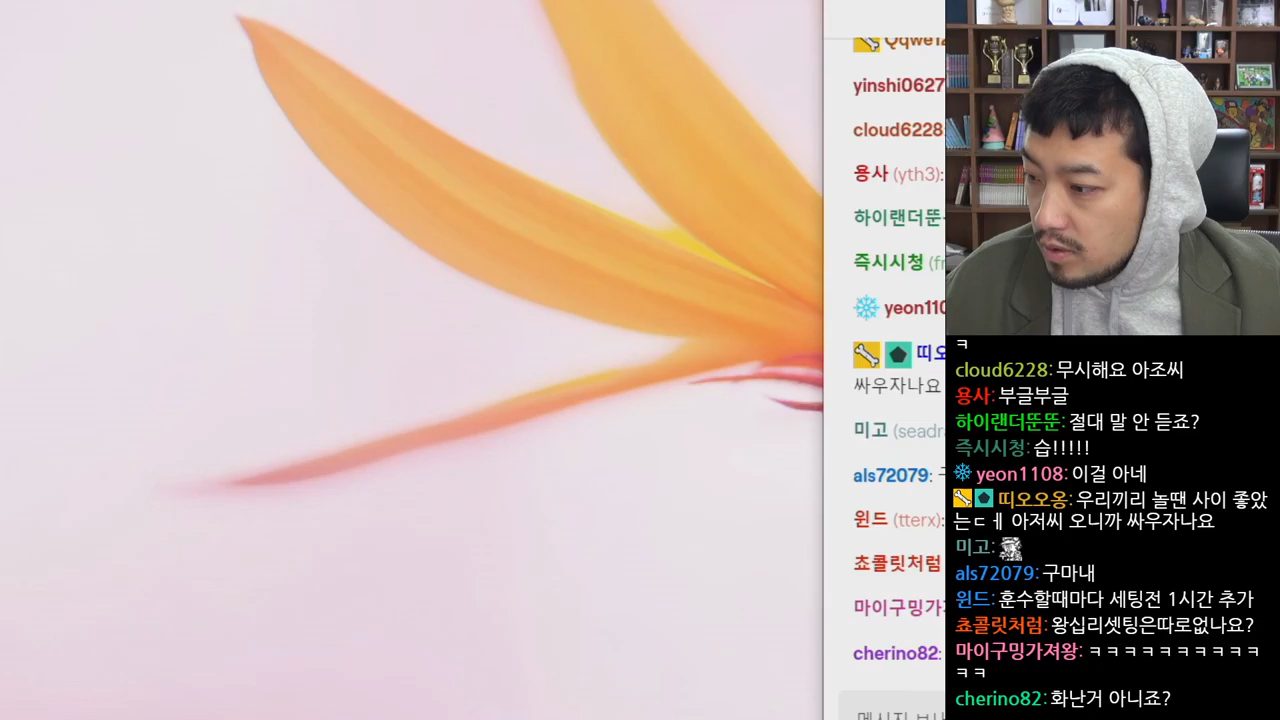 yinshi0627
cloud6228
용사 (yth3):
하이랜더뚠
즉시시청 (fr
yeon110
띠오
싸우자나요
미고 (seadra
als72079:
윈드 (tterx):
쵸콜릿처럼
마이구밍가
cherino82:
ㅋ
cloud6228: 무시해요 아조씨
용사: 부글부글
하이랜더뚠뚠: 절대 말 안 듣죠?
즉시시청: 습!!!!!
yeon1108: 이걸 아네
띠오오옹: 우리끼리 놀땐 사이 좋았
는ㄷㅔ 아저씨 오니까 싸우자나요
미고:
als72079: 구마내
윈드: 훈수할때마다 세팅전 1시간 추가
쵸콜릿처럼: 왕십리셋팅은따로없나요?
마이구밍가져왕: ㅋㅋㅋㅋㅋㅋㅋㅋㅋㅋ
ㅋㅋ
cherino82: 화난거 아니죠?